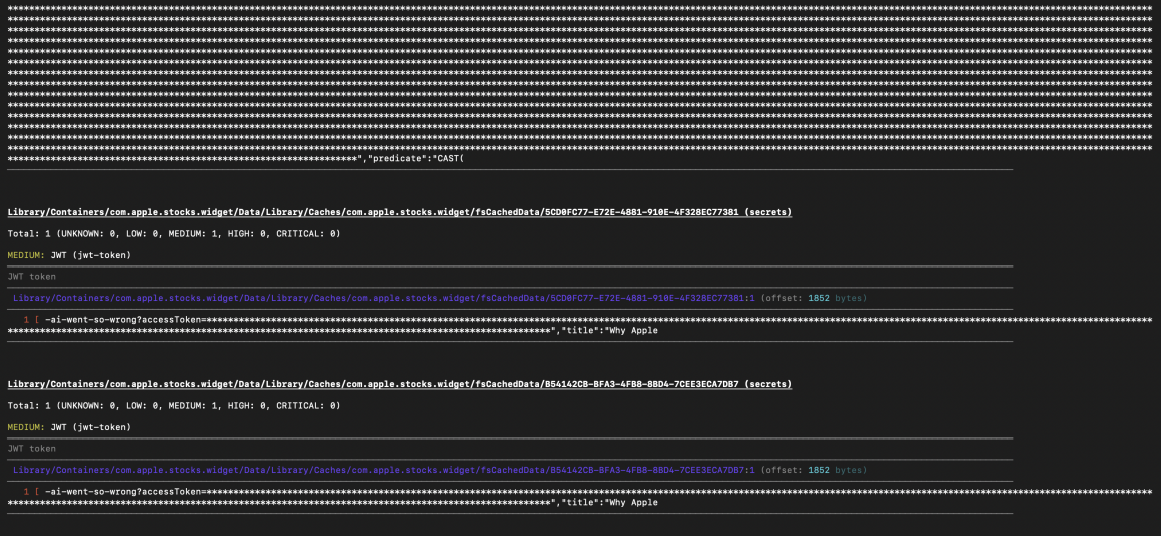 *****************************************************************","predicate":"CAST(
Library/Containers/com.apple.stocks.widget/Data/Library/Caches/com.apple.stocks.widget/fsCachedData/5CD0FC77-E72E-4881-910E-4F328EC77381 (secrets)
Total: 1 (UNKNOWN: 0, LOW: 0, MEDIUM: 1, HIGH: 0, CRITICAL: 0)
MEDIUM: JWT (jwt-token)
JWT token
Library/Containers/com.apple.stocks.widget/Data/Library/Caches/com.apple.stocks.widget/fsCachedData/5CD0FC77-E72E-4881-910E-4F328EC77381:1 (offset: 1852 bytes)
1 [ -ai-went-so-wrong?accessToken=****************************************************************
*****************************************************************","title":"Why Apple
Library/Containers/com.apple.stocks.widget/Data/Library/Caches/com.apple.stocks.widget/fsCachedData/B54142CB-BFA3-4FB8-8BD4-7CEE3ECA7DB7 (secrets)
Total: 1 (UNKNOWN: 0, LOW: 0, MEDIUM: 1, HIGH: 0, CRITICAL: 0)
MEDIUM: JWT (jwt-token)
JWT token
Library/Containers/com.apple.stocks.widget/Data/Library/Caches/com.apple.stocks.widget/fsCachedData/B54142CB-BFA3-4FB8-8BD4-7CEE3ECA7DB7:1 (offset: 1852 bytes)
1 [ -ai-went-so-wrong?accessToken=****************************************************************
*****************************************************************","title":"Why Apple